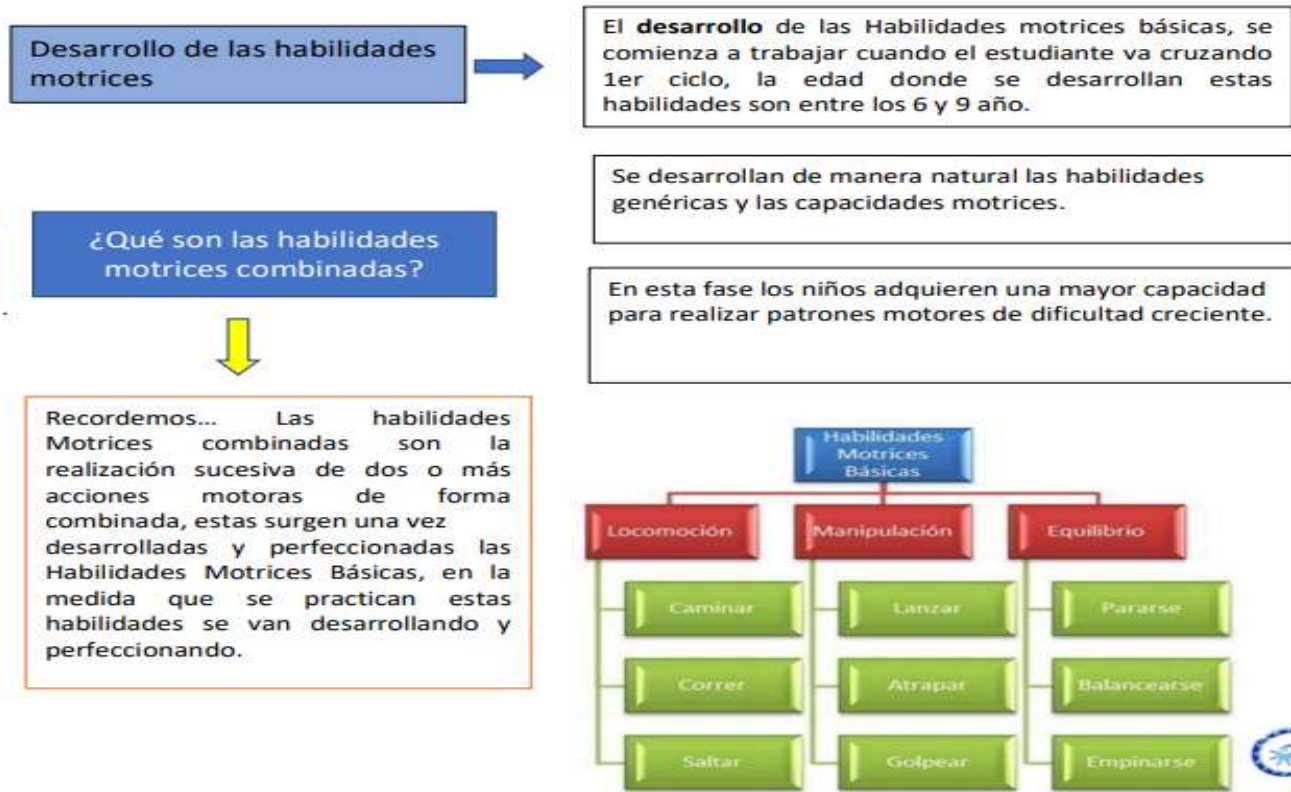 Desarrollo de las habilidades
motrices
El desarrollo de las Habilidades motrices básicas, se
comienza a trabajar cuando el estudiante va cruzando
1er ciclo, la edad donde se desarrollan estas
habilidades son entre los 6 y 9 año.
Se desarrollan de manera natural las habilidades
genéricas y las capacidades motrices.
En esta fase los niños adquieren una mayor capacidad
para realizar patrones motores de dificultad creciente.
¿Qué son las habilidades
motrices combinadas?
Recordemos... Las habilidades
Motrices combinadas son la
realización sucesiva de dos o más
acciones motoras de forma
combinada, estas surgen una vez
desarrolladas y perfeccionadas las
Habilidades Motrices Básicas, en la
medida que se practican estas
habilidades se van desarrollando y
perfeccionando.
Habilidades
Motrices
Básicas
Locomoción
Manipulación
Equilibrio
Caminar
Lanzar
Pararse
Correr
Atrapar
Balancearse
Saltar
Golpear
Empinarse